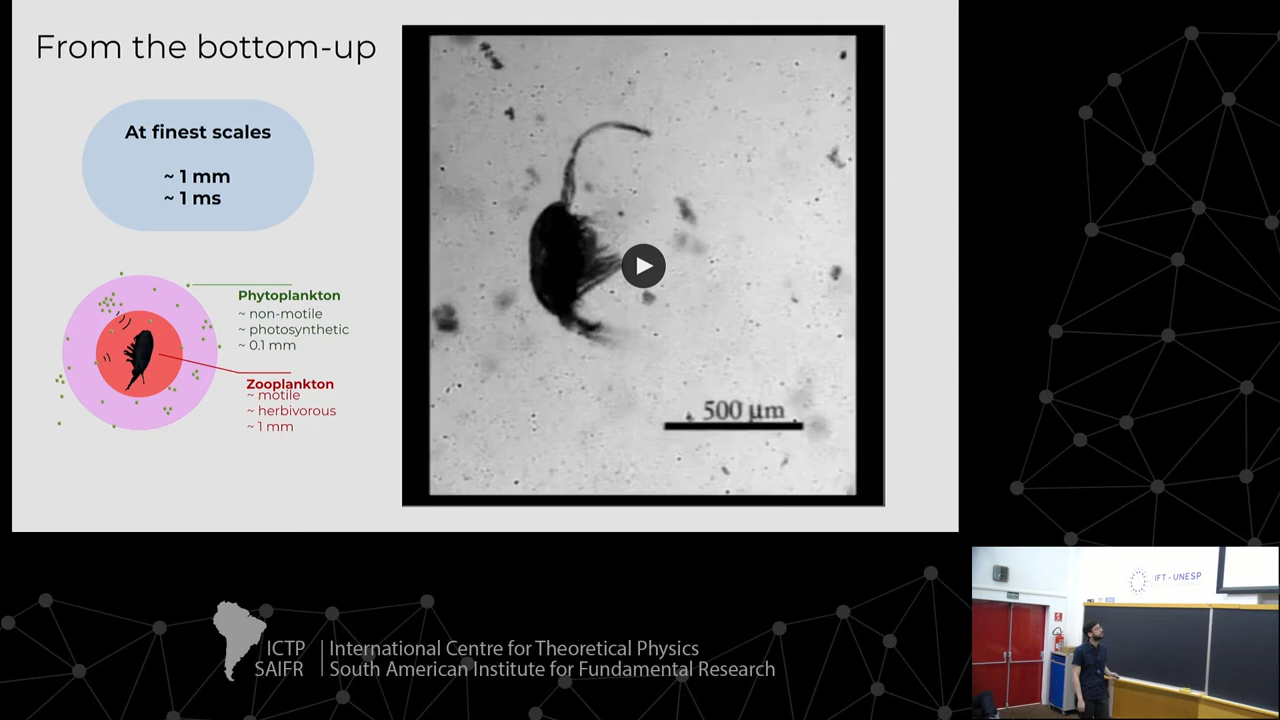 From the bottom-up
At finest scales
~ 1 mm
~ 1 ms
Phytoplankton
~ non-motile
~ photosynthetic
~ 0.1 mm
Zooplankton
~ motile
~ herbivorous
~ 1 mm
500 µm
IFT - UNESP
ICTP
SAIFR
International Centre for Theoretical Physics
South American Institute for Fundamental Research